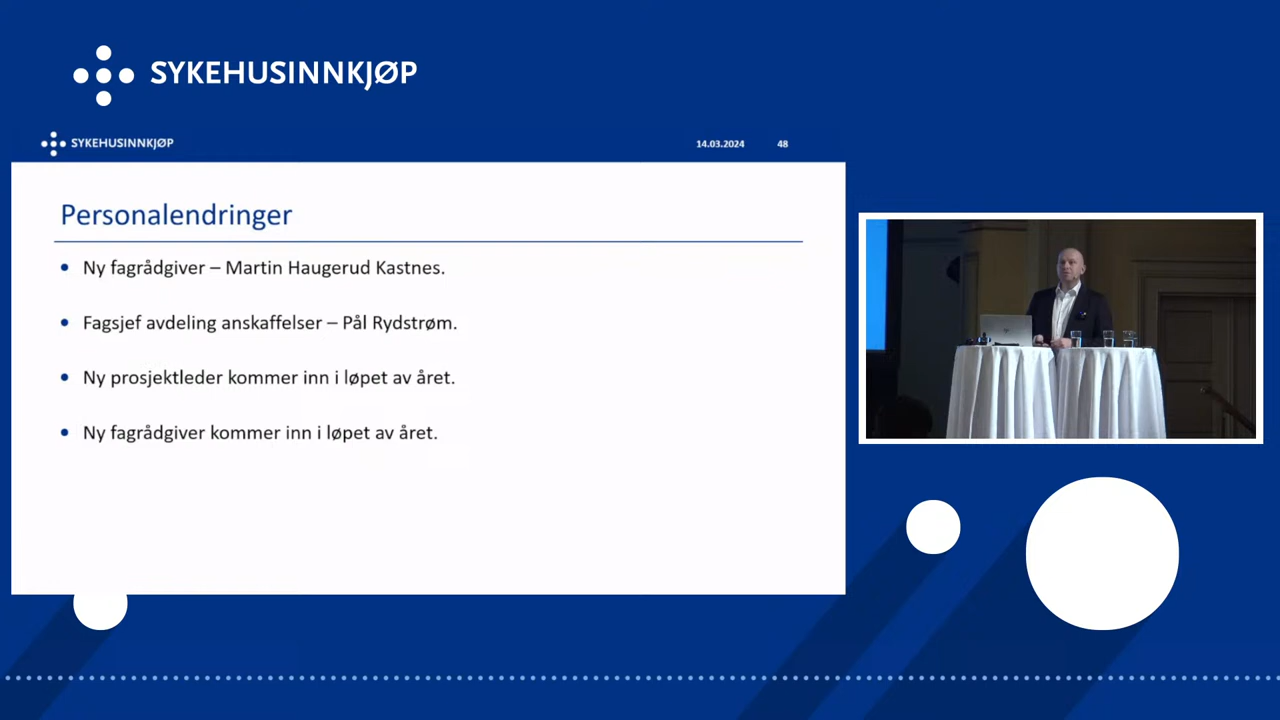 SYKEHUSINNKJØP
SYKEHUSINNKJØP
14.03.2024
48
Personalendringer
• Ny fagrådgiver – Martin Haugerud Kastnes.
• Fagsjef avdeling anskaffelser – Pål Rydstrøm.
• Ny prosjektleder kommer inn i løpet av året.
• Ny fagrådgiver kommer inn i løpet av året.